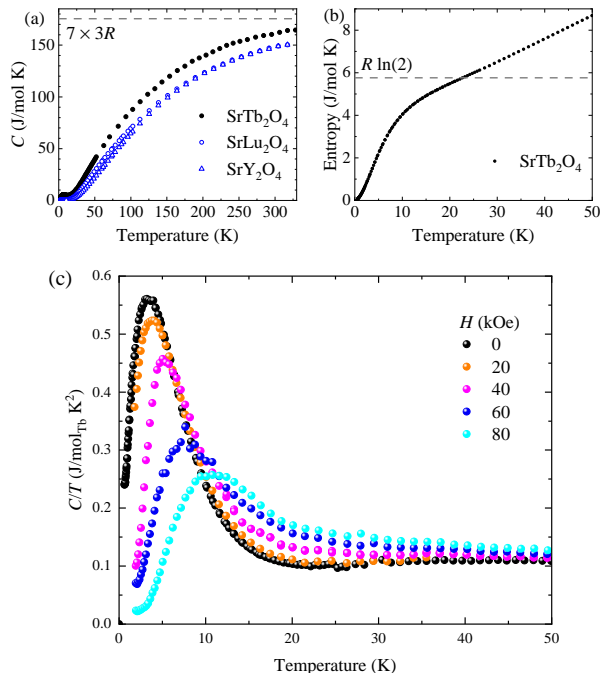 (a)
7 × 3R
C (J/mol K)
150
100
50
0
SrTb₂O₄
SrLu₂O₄
SrY₂O₄
0 50 100 150 200 250 300
Temperature (K)
(b)
R ln(2)
Entropy (J/mol K)
8
6
4
2
0
SrTb₂O₄
0 10 20 30 40 50
Temperature (K)
(c)
C/T (J/mol_Tb K²)
0.6
0.5
0.4
0.3
0.2
0.1
0.0
H (kOe)
0
20
40
60
80
0 10 20 30 40 50
Temperature (K)